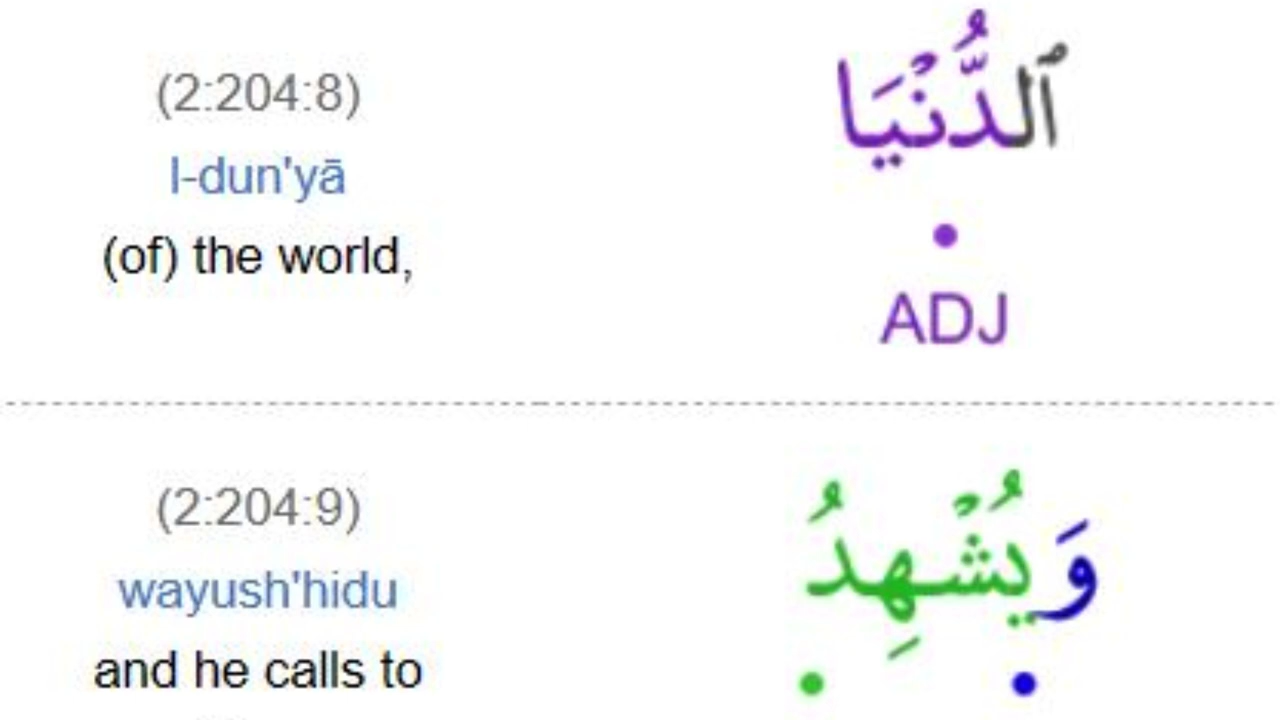 (2:204:8)
l-dun'yā
(of) the world,
ٱلدُّنْيَا
ADJ
(2:204:9)
wayush'hidu
and he calls to
وَيُشْهِدُ